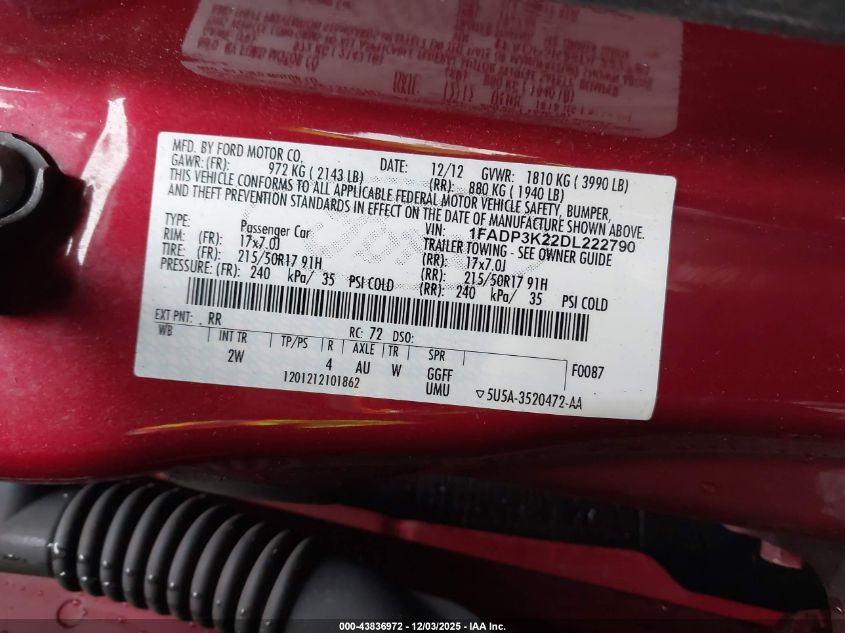 MFD. BY FORD MOTOR CO. DATE: 12/12 GVWR: 1810 KG ( 3990 LB)
GAWR: (FR): 972 KG ( 2143 LB) (RR): 880 KG ( 1940 LB)
THIS VEHICLE CONFORMS TO ALL APPLICABLE FEDERAL MOTOR VEHICLE SAFETY, BUMPER,
AND THEFT PREVENTION STANDARDS IN EFFECT ON THE DATE OF MANUFACTURE SHOWN ABOVE.
VIN: 1FADP3K22DL222790
TYPE: Passenger Car TRAILER TOWING - SEE OWNER GUIDE
RIM: (FR): 17x7.0J (RR): 17x7.0J
TIRE: (FR): 215/50R17 91H (RR): 215/50R17 91H
PRESSURE: (FR): 240 kPa/ 35 PSI COLD (RR): 240 kPa/ 35 PSI COLD
EXT PNT: RR RC: 72 DSO: F0087
WB INT TR TP/PS R AXLE TR SPR
2W 4 AU W GGFF
1201212101862 UMU ▽5U5A-3520472-AA
000-43836972 - 12/03/2025 - IAA Inc.